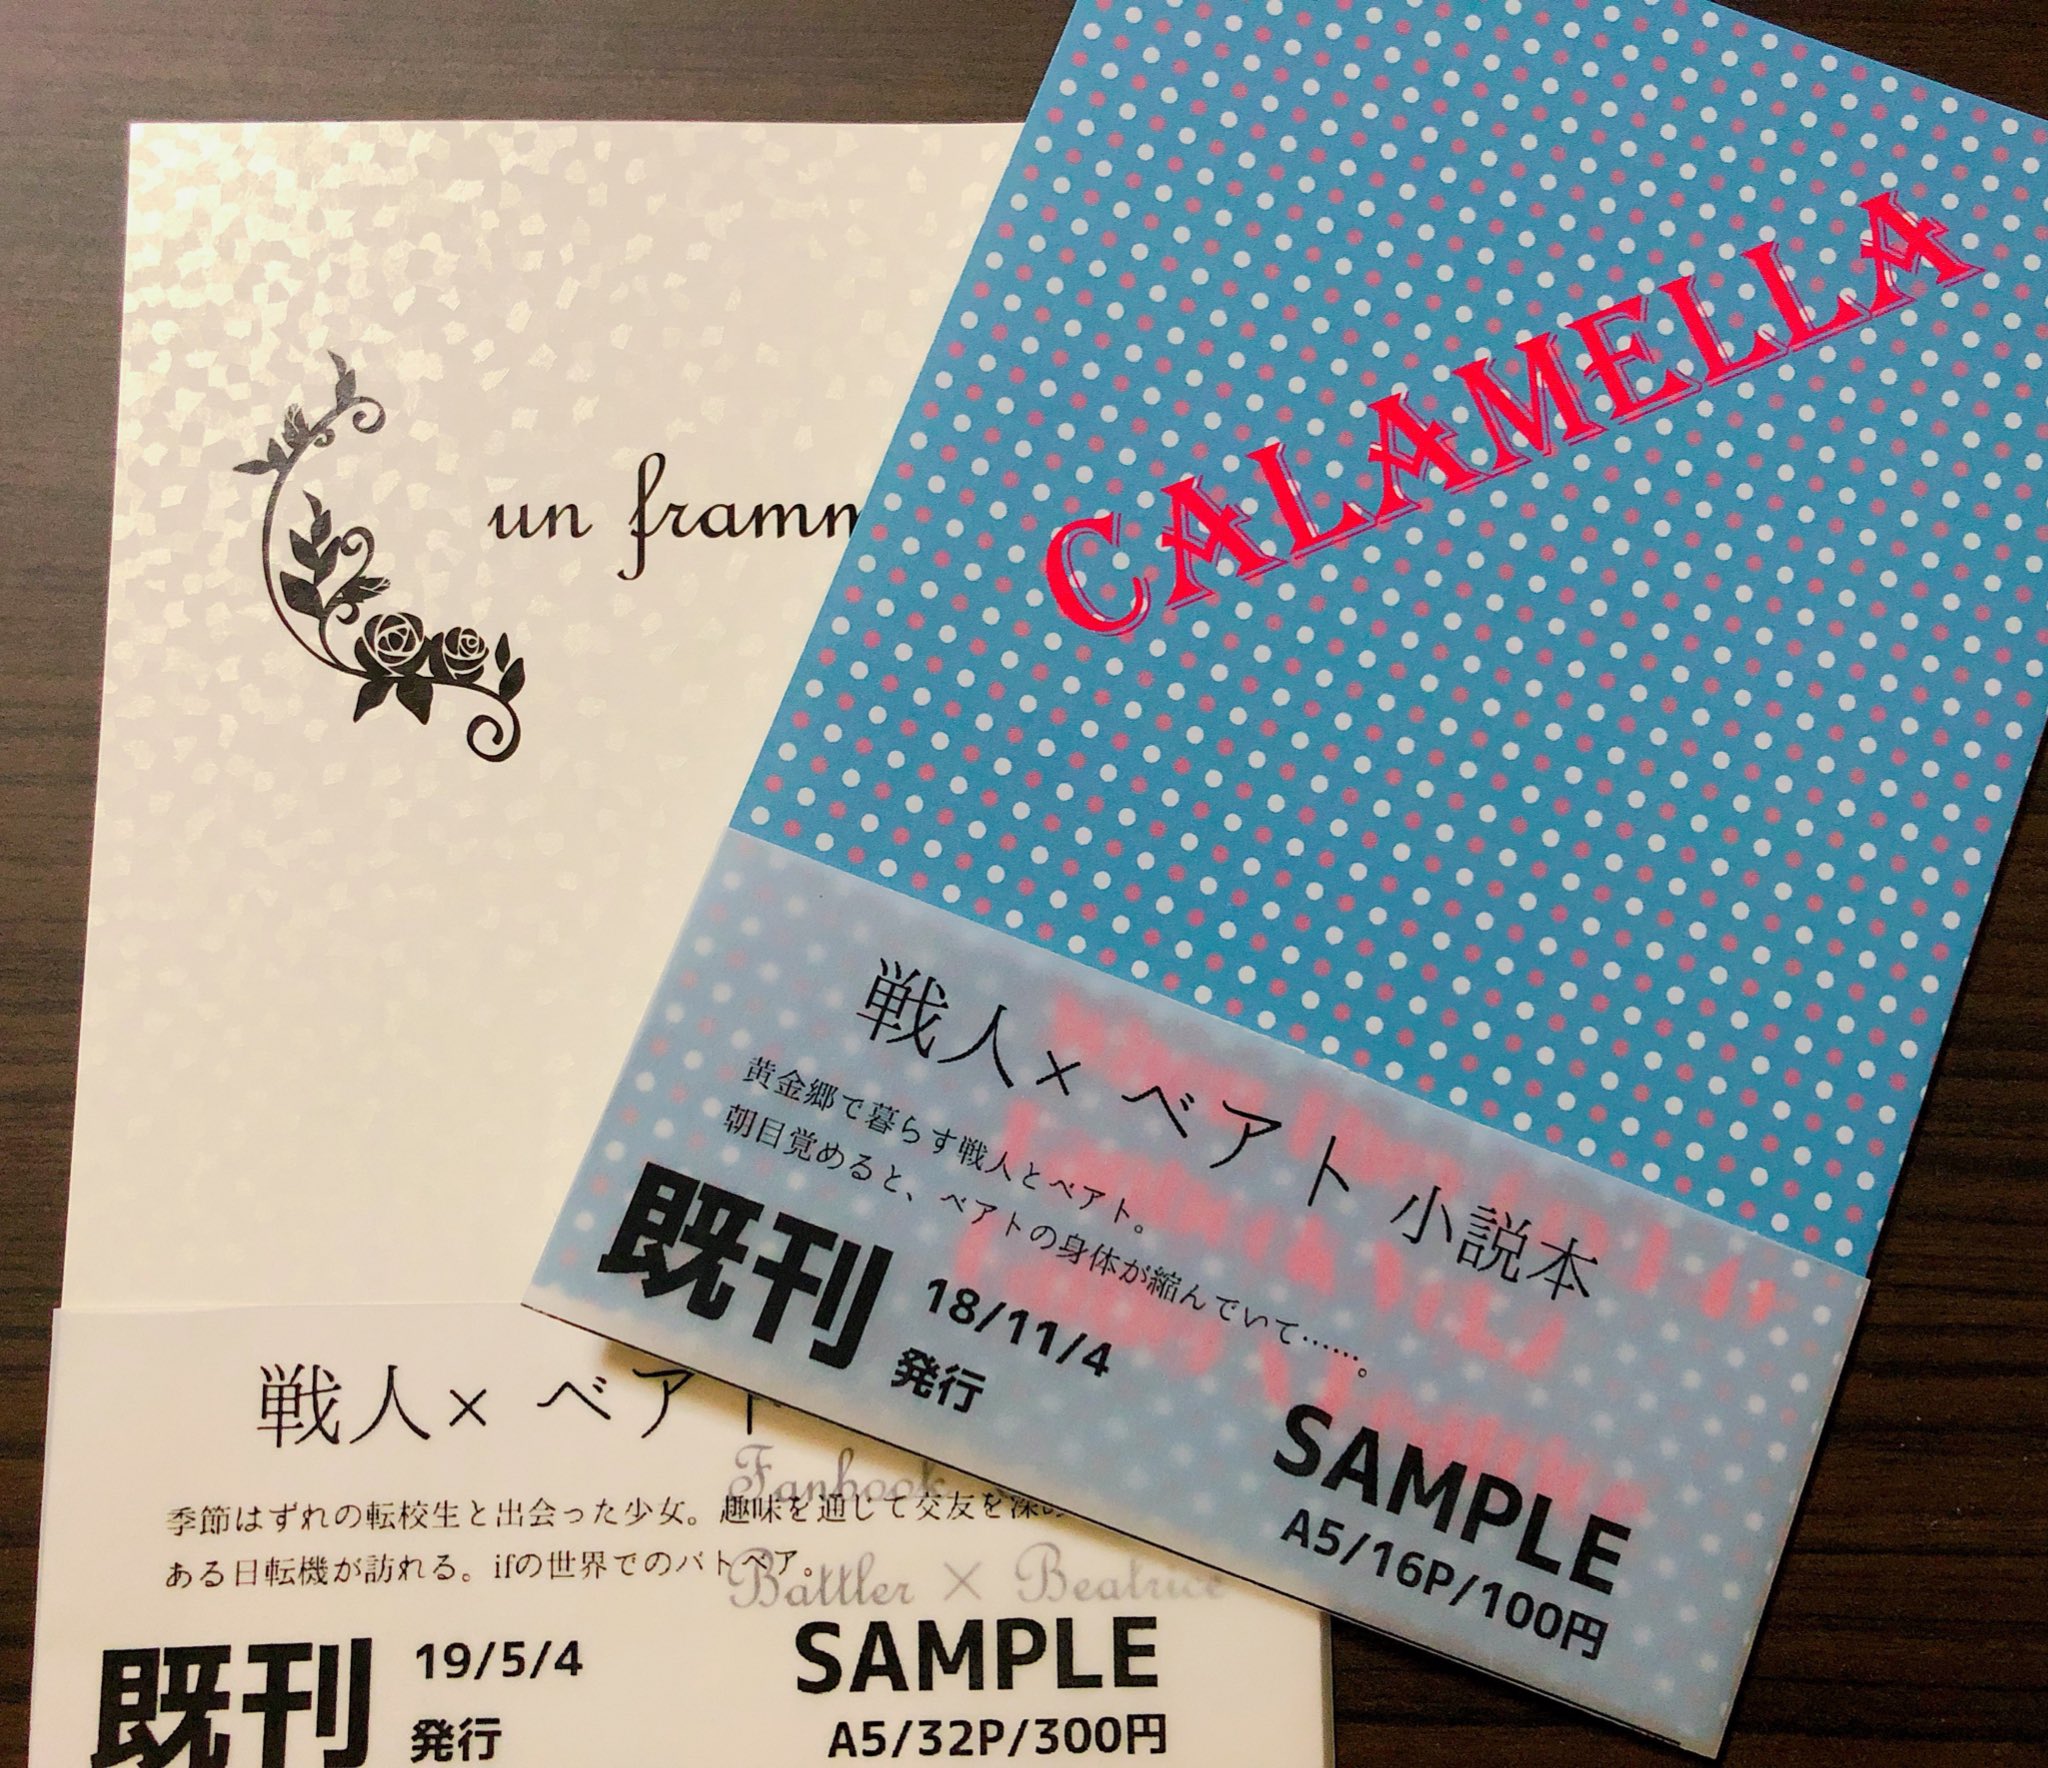 un framm
戦人× ベアト
Fanbook
季節はずれの転校生と出会った少女。趣味を通じて交友を深め
ある日転機が訪れる。ifの世界でのバトベア。
Battler × Beatrice
既刊
19/5/4
発行
SAMPLE
A5/32P/300円
CALAMELLA
戦人× ベアト 小説本
黄金郷で暮らす戦人とベアト。
朝目覚めると、ベアトの身体が縮んでいて……。
既刊
18/11/4
発行
SAMPLE
A5/16P/100円